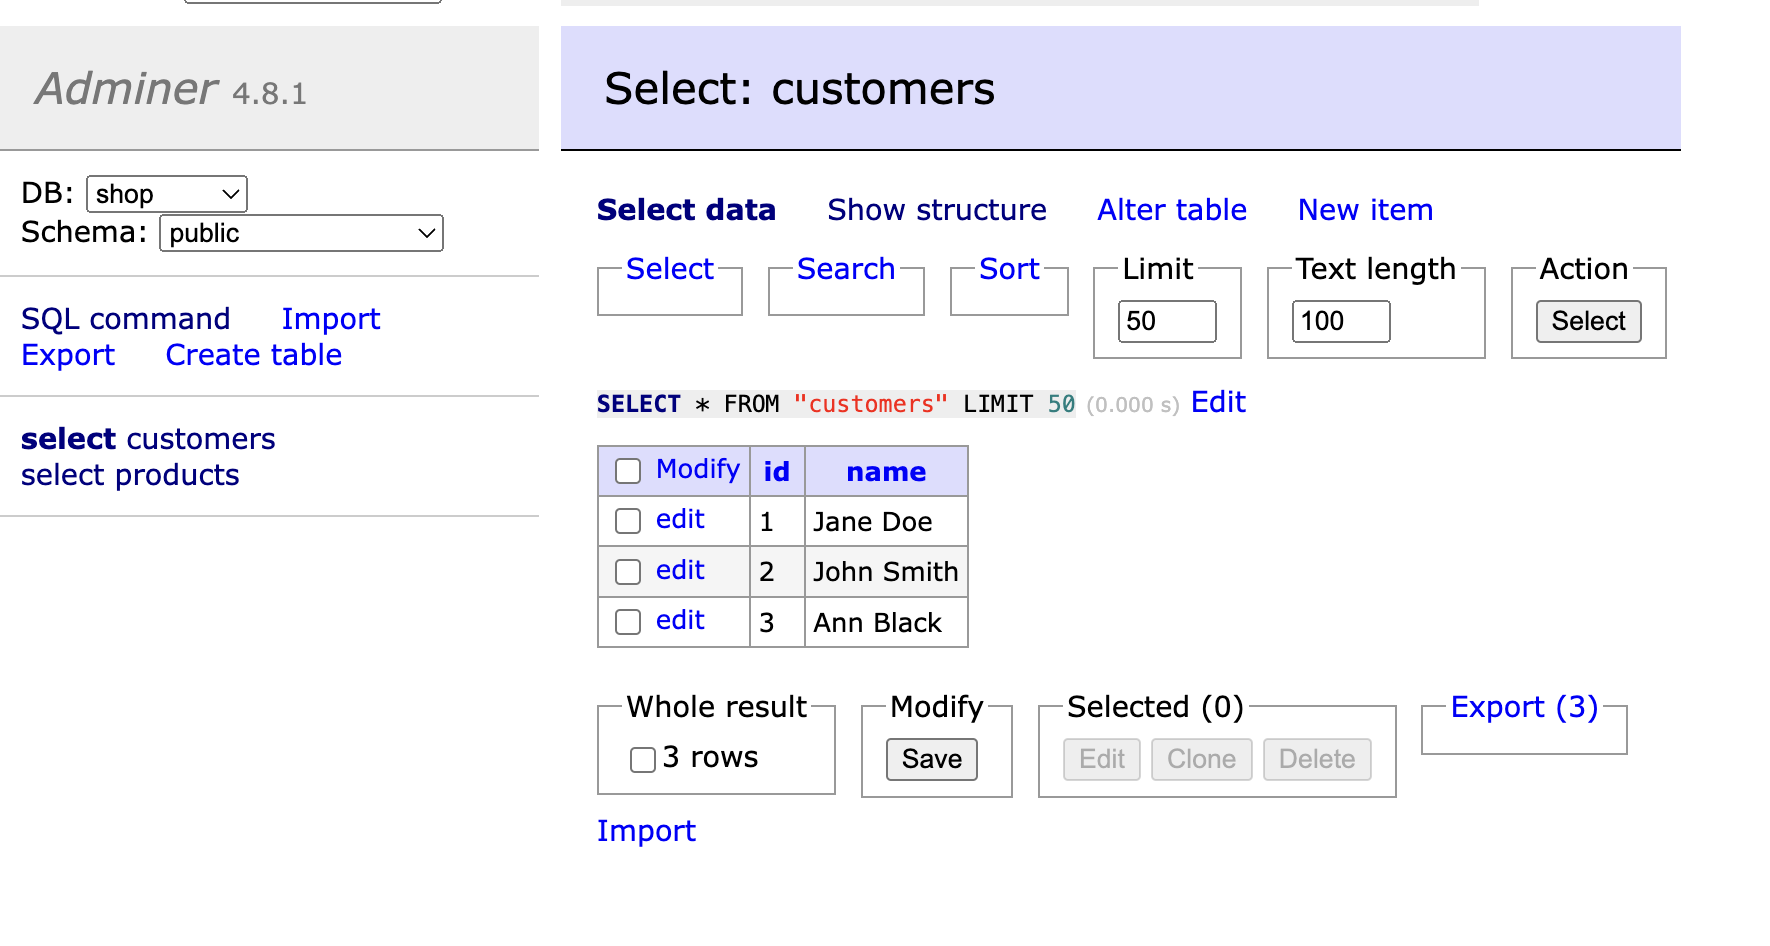 Adminer 4.8.1
DB: shop
Schema: public
SQL command Import
Export Create table
select customers
select products
Select: customers
Select data Show structure Alter table New item
Select Search Sort Limit Text length Action
50 100 Select
SELECT * FROM "customers" LIMIT 50 (0.000 s) Edit
Modify id name
edit 1 Jane Doe
edit 2 John Smith
edit 3 Ann Black
Whole result Modify Selected (0) Export (3)
3 rows Save Edit Clone Delete
Import